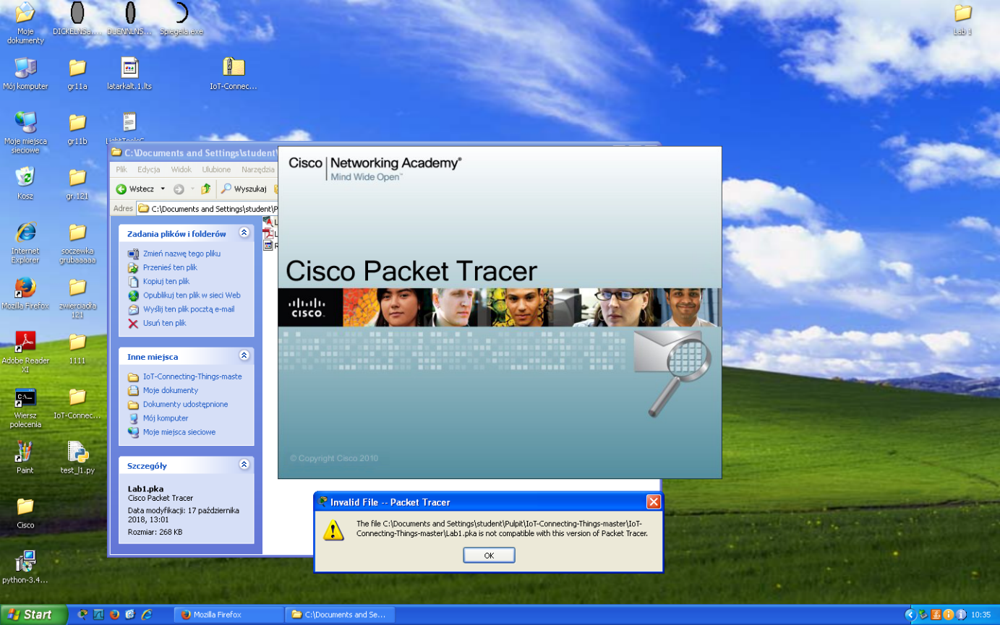 Moje
dokumenty
DICKELNSa....
DUENNLNS...
Spiegela.exe
Lab 1
Mój komputer
gr11a
latarkalt.1.lts
IoT-Connec...
Moje miejsca
sieciowe
gr11b
Kosz
gr.121
Internet
Explorer
soczewka
grubaaaaa
Mozilla Firefox
zwierciadła
121
Adobe Reader
XI
1111
Wiersz
polecenia
IoT-Connec...
Paint
test_l1.py
Cisco
python-3.4...
C:\Documents and Settings\student\
Plik Edycja Widok Ulubione Narzędzia
Wstecz Wyszukaj
Adres C:\Documents and Settings\student\P
Zadania plików i folderów
Zmień nazwę tego pliku
Przenieś ten plik
Kopiuj ten plik
Opublikuj ten plik w sieci Web
Wyślij ten plik pocztą e-mail
Usuń ten plik
Inne miejsca
IoT-Connecting-Things-maste
Moje dokumenty
Dokumenty udostępnione
Mój komputer
Moje miejsca sieciowe
Szczegóły
Lab1.pka
Cisco Packet Tracer
Data modyfikacji: 17 października
2018, 13:01
Rozmiar: 268 KB
L
L
R
Cisco Networking Academy®
Mind Wide Open™
Cisco Packet Tracer
CISCO
© Copyright Cisco 2010
Invalid File -- Packet Tracer
The file C:\Documents and Settings\student\Pulpit\IoT-Connecting-Things-master\IoT-
Connecting-Things-master\Lab1.pka is not compatible with this version of Packet Tracer.
OK
Start
Mozilla Firefox
C:\Documents and Se...
10:35